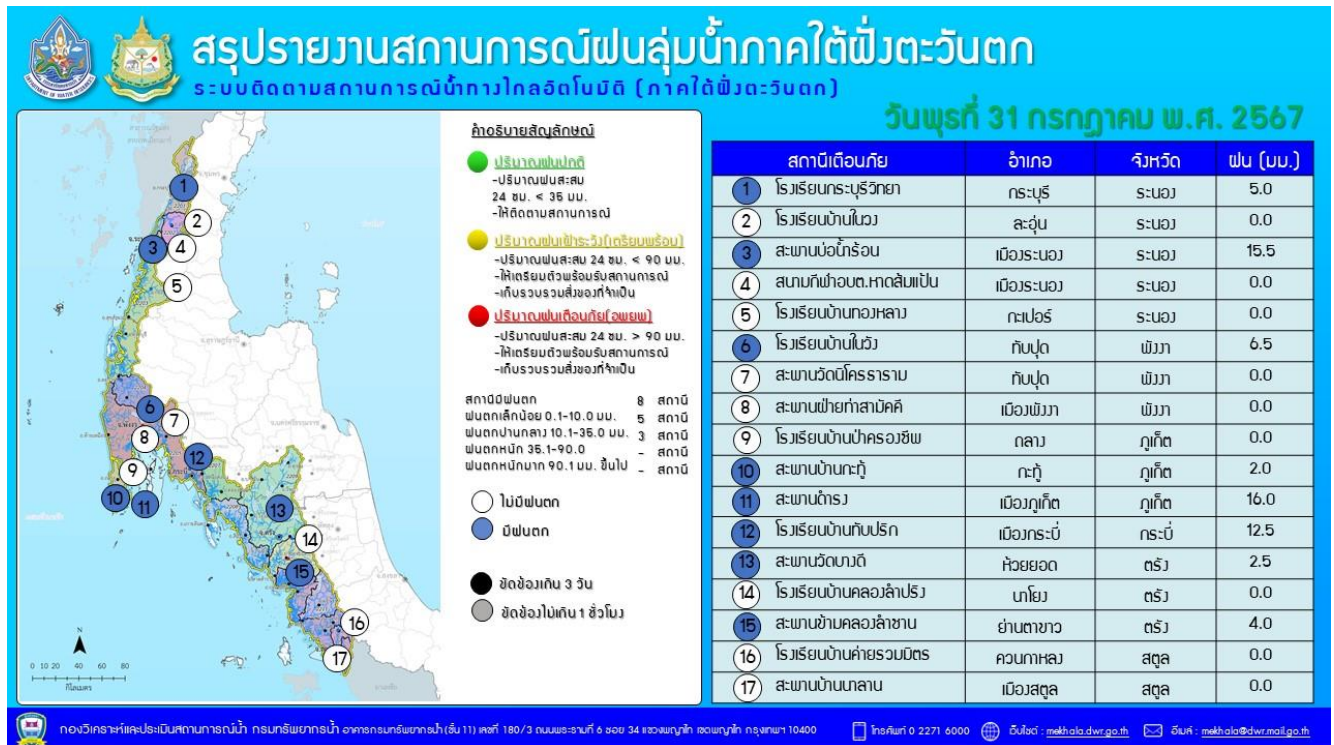 สรุปรายงานสถานการณ์ฝนลุ่มน้ำภาคใต้ฝั่งตะวันตก
ระบบติดตามสถานการณ์น้ำทางไกลอัตโนมัติ (ภาคใต้ฝั่งตะวันตก)
วันพุธที่ 31 กรกฎาคม พ.ศ. 2567
คำอธิบายสัญลักษณ์
ปริมาณฝนปกติ
-ปริมาณฝนสะสม
24 ชม. < 35 มม.
-ให้ติดตามสถานการณ์
ปริมาณฝนเฝ้าระวัง(เตรียมพร้อม)
-ปริมาณฝนสะสม 24 ชม. < 90 มม.
-ให้เตรียมตัวพร้อมรับสถานการณ์
-เก็บรวบรวมสิ่งของที่จำเป็น
ปริมาณฝนเตือนภัย(อพยพ)
-ปริมาณฝนสะสม 24 ชม. > 90 มม.
-ให้เตรียมตัวพร้อมรับสถานการณ์
-เก็บรวบรวมสิ่งของที่จำเป็น
สถานีมีฝนตก 8 สถานี
ฝนตกเล็กน้อย 0.1-10.0 มม. 5 สถานี
ฝนตกปานกลาง 10.1-35.0 มม. 3 สถานี
ฝนตกหนัก 35.1-90.0 - สถานี
ฝนตกหนักมาก 90.1 มม. ขึ้นไป - สถานี
ไม่มีฝนตก
มีฝนตก
ขัดข้องเกิน 3 วัน
ขัดข้องไม่เกิน 1 ชั่วโมง
1
2
3 4
5
6
7
8
12
9
10 11
13
14
15
16
17
N
0 10 20 40 60 80
กิโลเมตร
สถานีเตือนภัย อำเภอ จังหวัด ฝน (มม.)
1 โรงเรียนกระบุรีวิทยา กระบุรี ระนอง 5.0
2 โรงเรียนบ้านในวง ละอุ่น ระนอง 0.0
3 สะพานบ่อน้ำร้อน เมืองระนอง ระนอง 15.5
4 สนามกีฬาอบต.หาดส้มแป้น เมืองระนอง ระนอง 0.0
5 โรงเรียนบ้านทองหลาง กะเปอร์ ระนอง 0.0
6 โรงเรียนบ้านในวัง ทับปุด พังงา 6.5
7 สะพานวัดนิโครธาราม ทับปุด พังงา 0.0
8 สะพานฝ่ายท่าสามัคคี เมืองพังงา พังงา 0.0
9 โรงเรียนบ้านป่าครองชีพ ถลาง ภูเก็ต 0.0
10 สะพานบ้านกะทู้ กะทู้ ภูเก็ต 2.0
11 สะพานดำรง เมืองภูเก็ต ภูเก็ต 16.0
12 โรงเรียนบ้านทับปริก เมืองกระบี่ กระบี่ 12.5
13 สะพานวัดบางดี ห้วยยอด ตรัง 2.5
14 โรงเรียนบ้านคลองลำปริง นาโยง ตรัง 0.0
15 สะพานข้ามคลองลำชาน ย่านตาขาว ตรัง 4.0
16 โรงเรียนบ้านค่ายรวมมิตร ควนกาหลง สตูล 0.0
17 สะพานบ้านนาลาน เมืองสตูล สตูล 0.0
กองวิเคราะห์และประเมินสถานการณ์น้ำ กรมทรัพยากรน้ำ อาคารกรมทรัพยากรน้ำ (ชั้น 11) เลขที่ 180/3 ถนนพระรามที่ 6 ซอย 34 แขวงพญาไท เขตพญาไท กรุงเทพฯ 10400 โทรศัพท์ 0 2271 6000 เว็บไซต์ : mekhala.dwr.go.th อีเมล์ : mekhala@dwr.mail.go.th